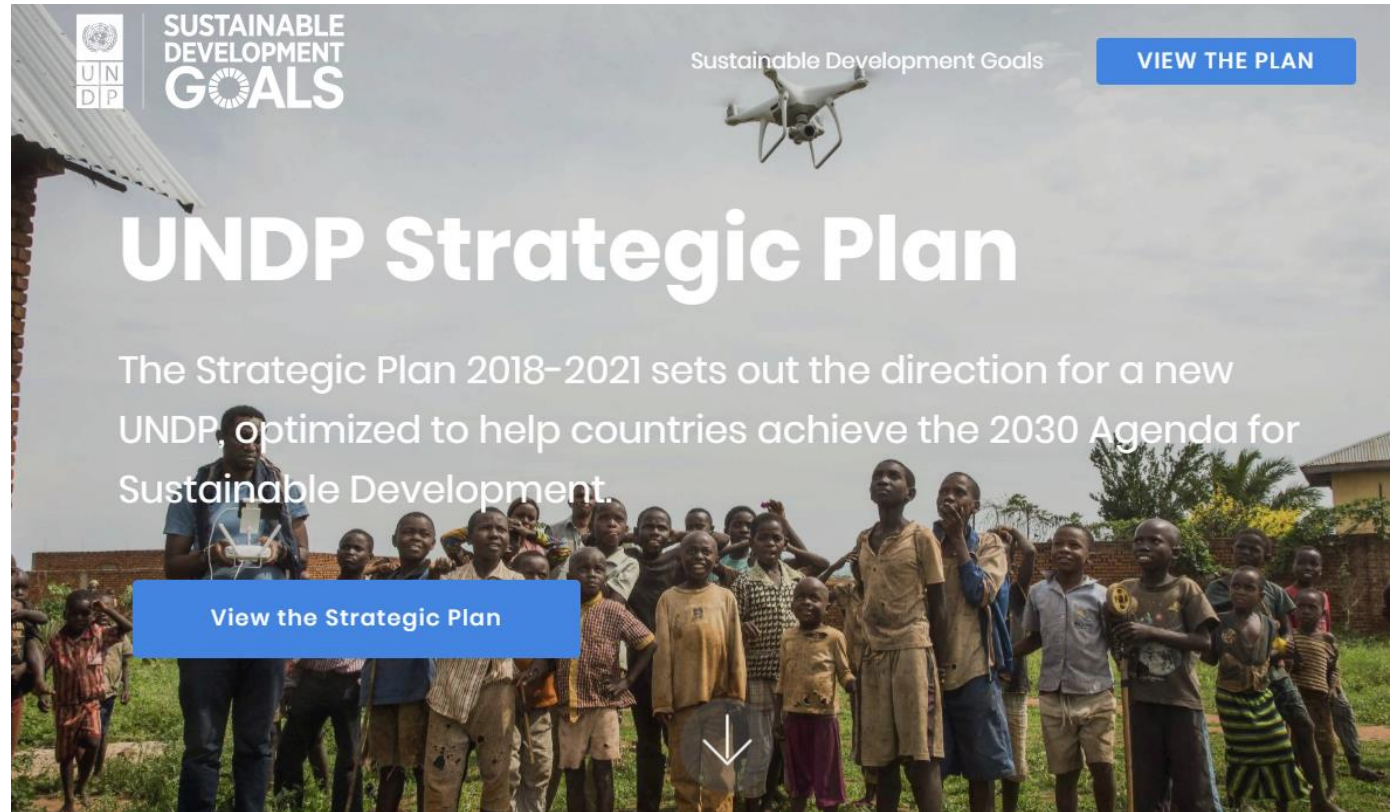 UN
DP
SUSTAINABLE
DEVELOPMENT
GOALS
Sustainable Development Goals
VIEW THE PLAN
UNDP Strategic Plan
The Strategic Plan 2018-2021 sets out the direction for a new
UNDP, optimized to help countries achieve the 2030 Agenda for
Sustainable Development.
View the Strategic Plan